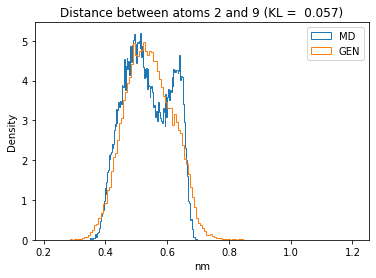 Distance between atoms 2 and 9 (KL =  0.057)
MD
GEN
Density
5
4
3
2
1
0
0.2 0.4 0.6 0.8 1.0 1.2
nm